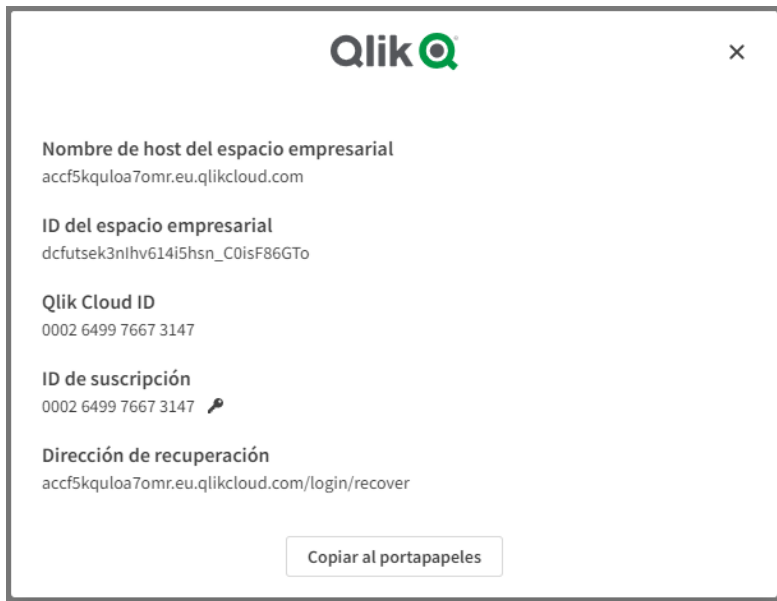 Qlik
Nombre de host del espacio empresarial
accf5kquloa7omr.eu.qlikcloud.com
ID del espacio empresarial
dcfutsek3nIhv614i5hsn_C0isF86GTo
Qlik Cloud ID
0002 6499 7667 3147
ID de suscripción
0002 6499 7667 3147
Dirección de recuperación
accf5kquloa7omr.eu.qlikcloud.com/login/recover
Copiar al portapapeles